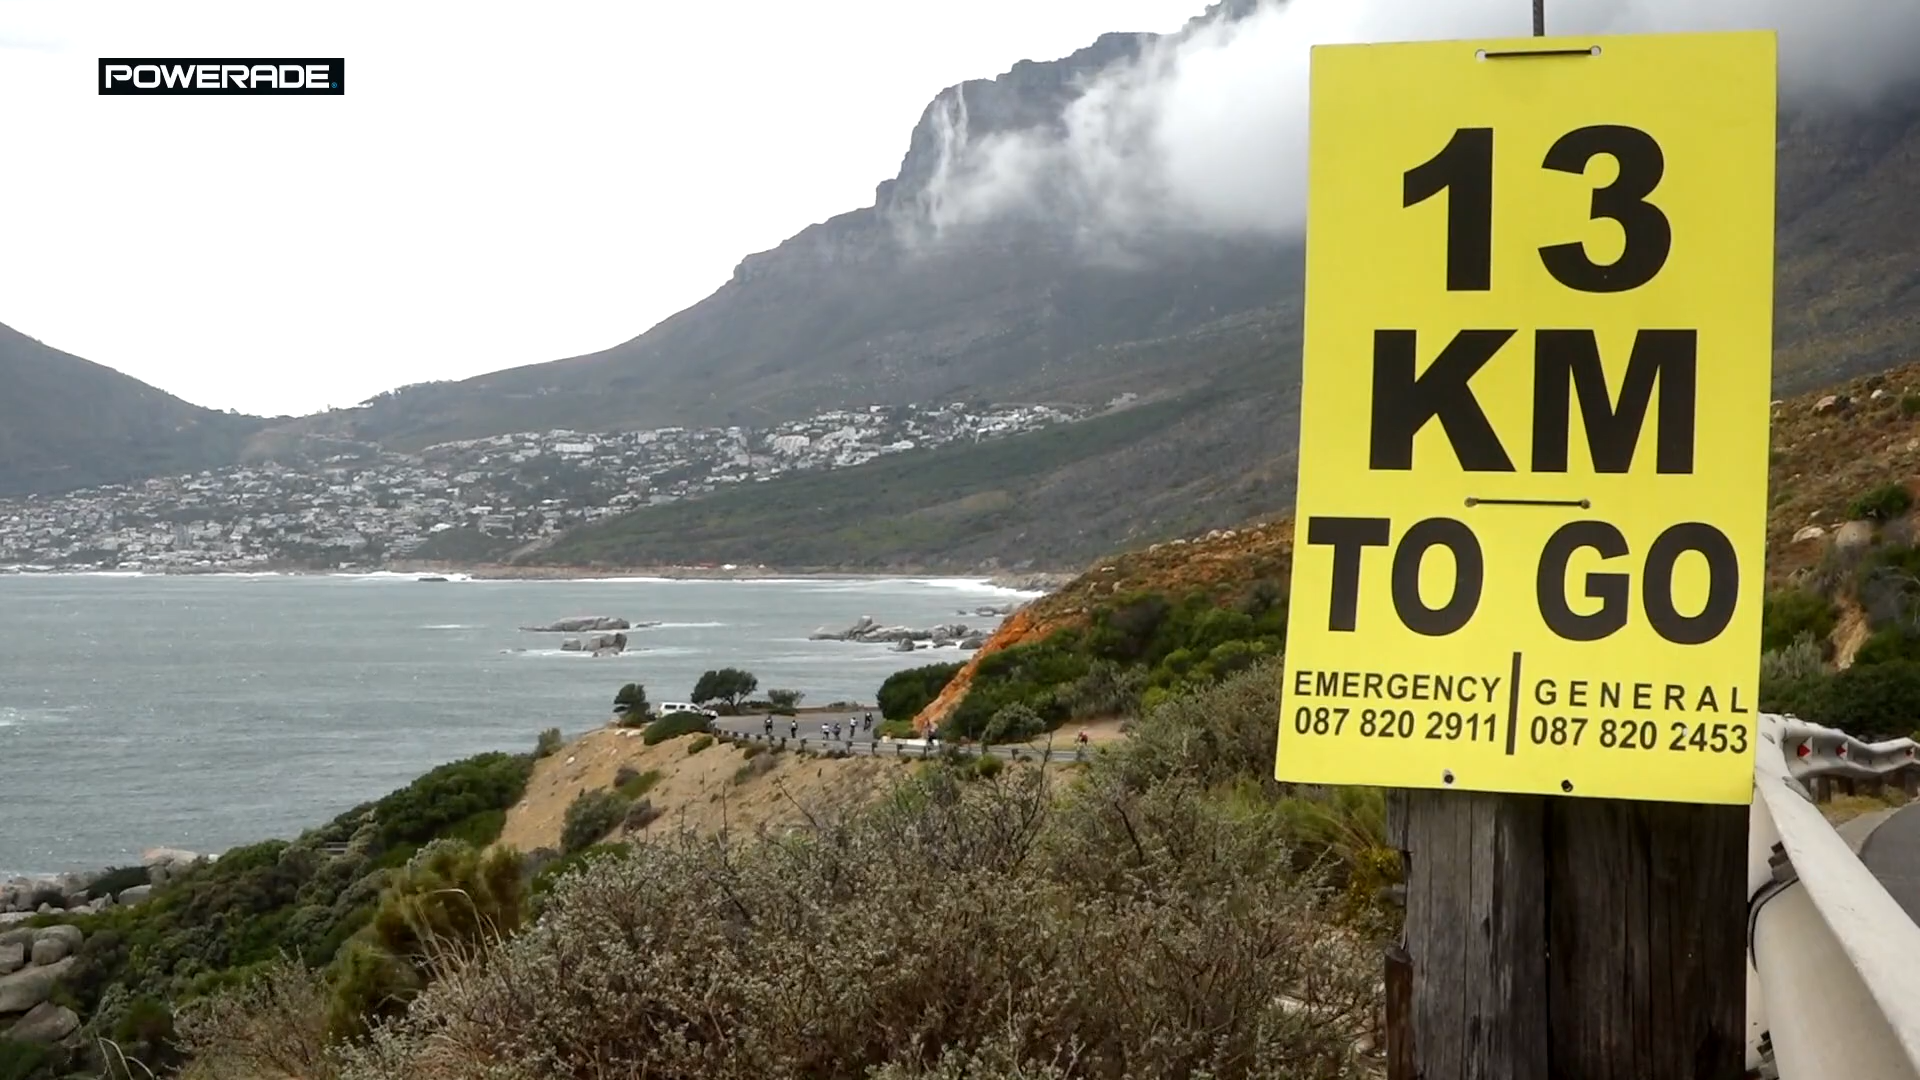 POWERADE
13
KM
TO GO
EMERGENCY | GENERAL
087 820 2911 | 087 820 2453